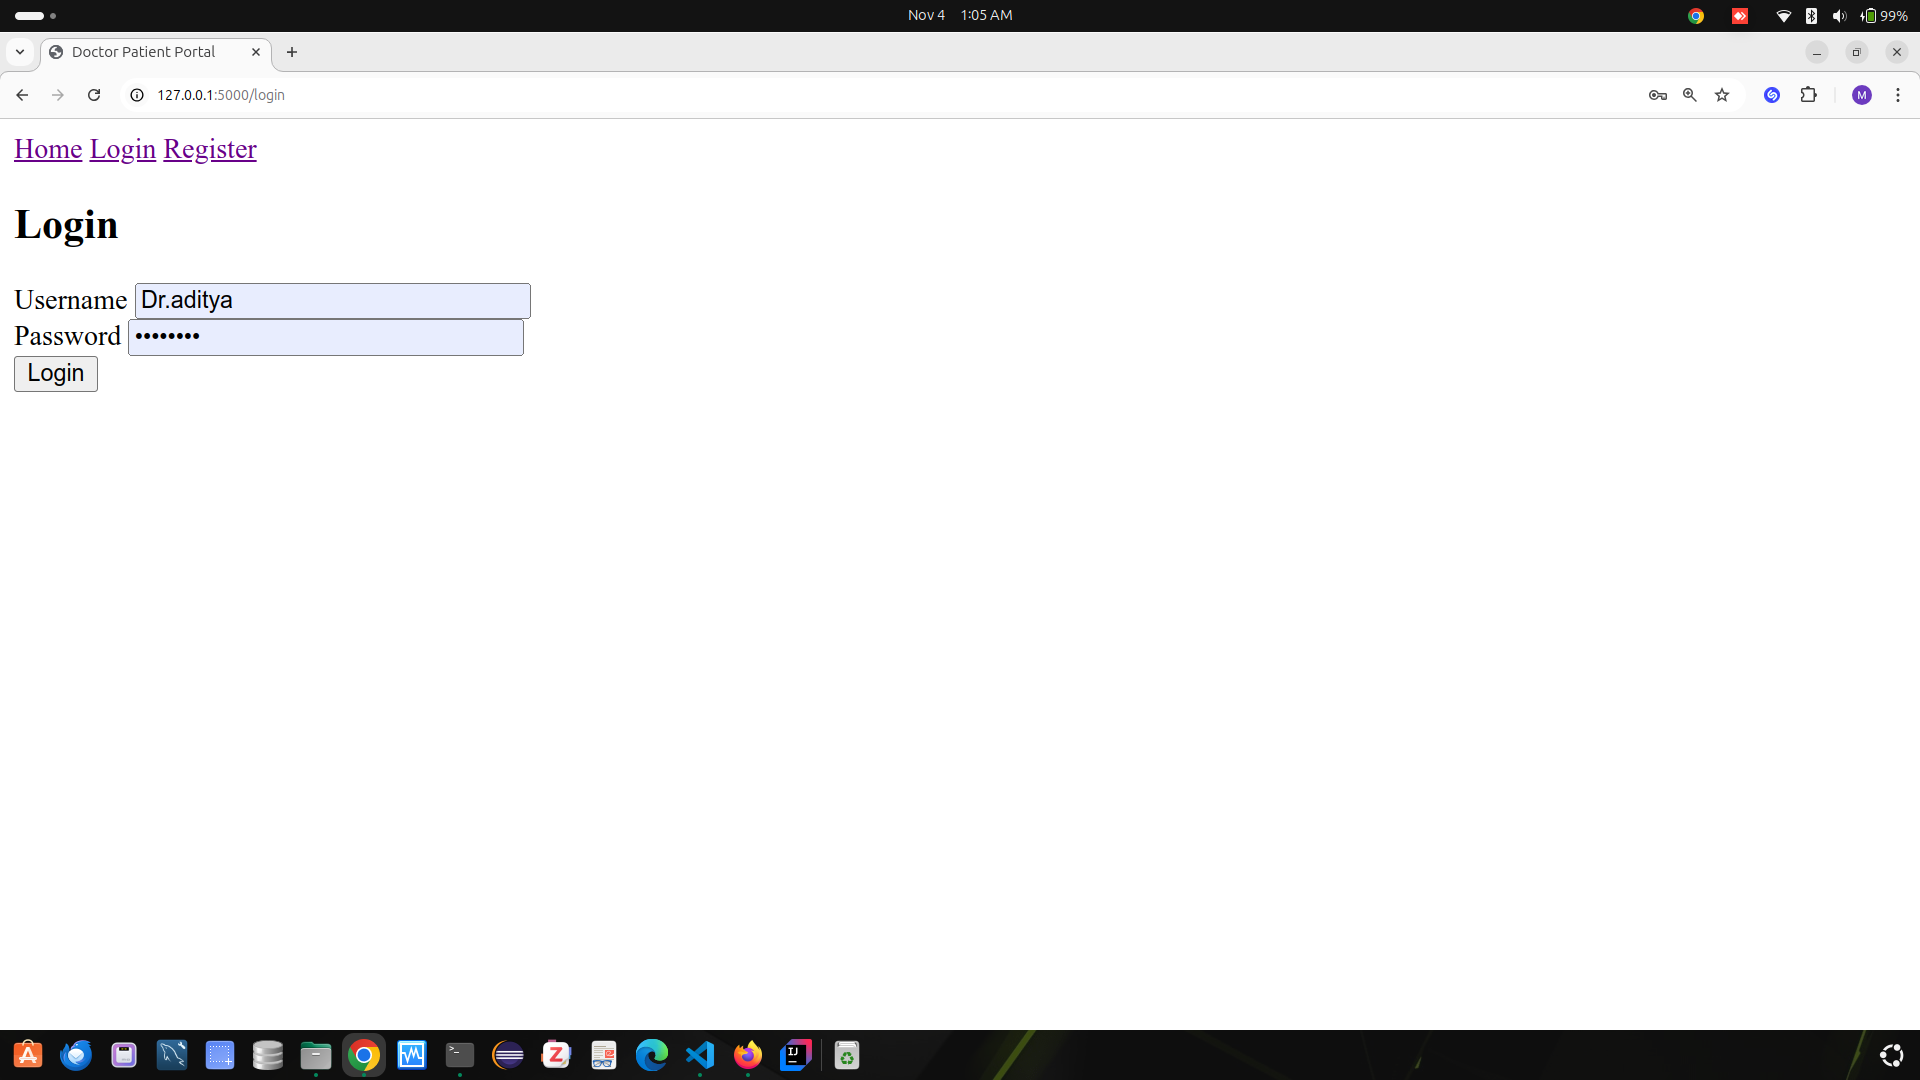 Nov 4 1:05 AM
99%
Doctor Patient Portal
127.0.0.1:5000/login
M
Home Login Register
Login
Username Dr.aditya
Password ••••••••
Login